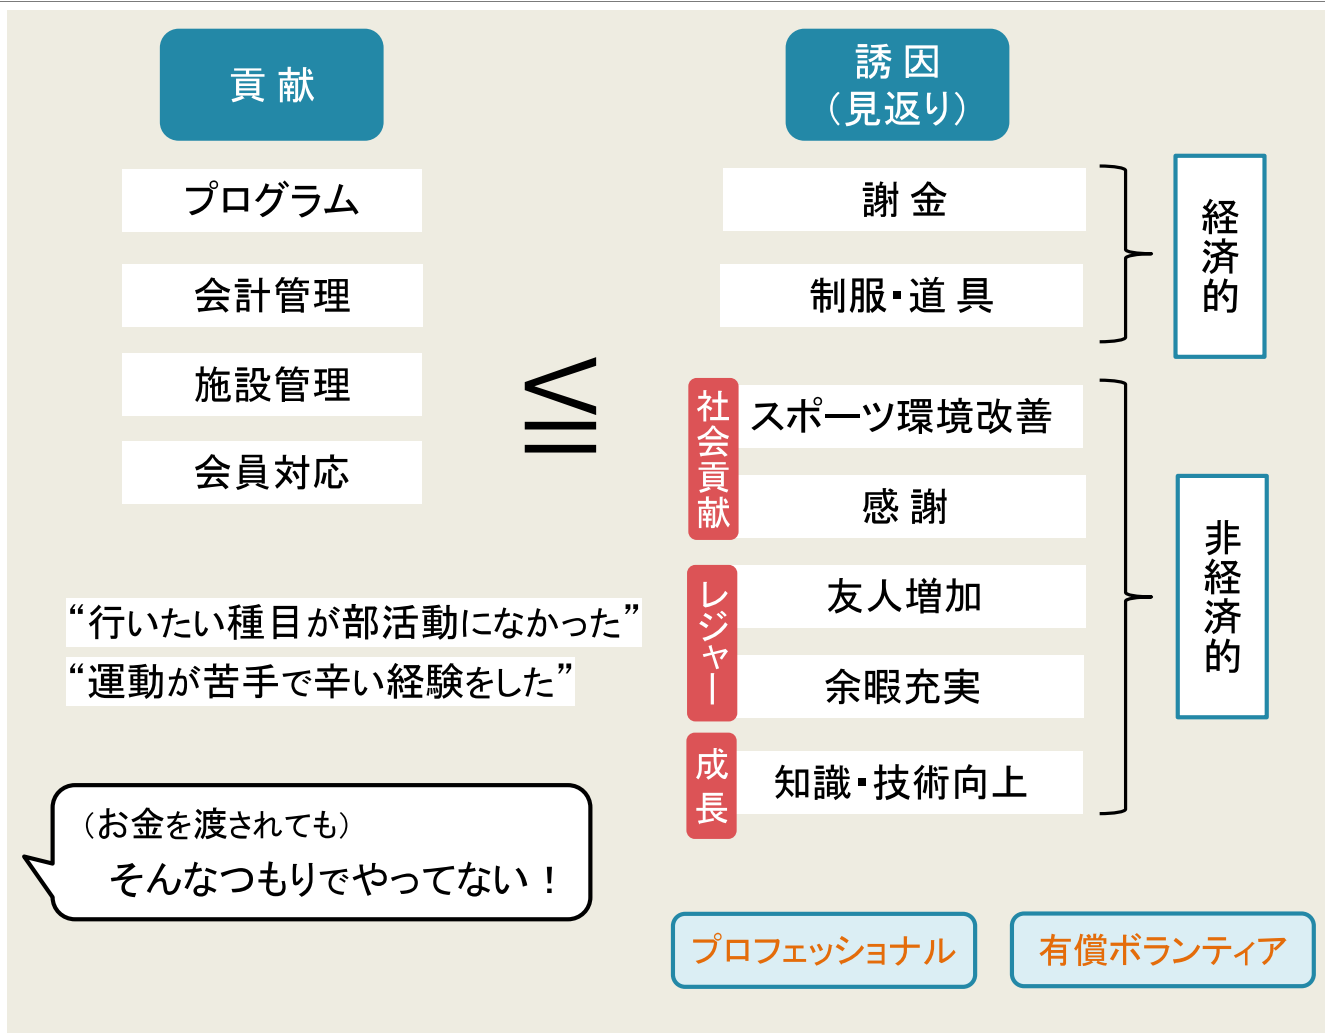 貢献
プログラム
会計管理
施設管理
会員対応
≦
誘因
（見返り）
謝金
制服・道具
経済的
社会貢献
スポーツ環境改善
感謝
レジャー
友人増加
余暇充実
成長
知識・技術向上
非経済的
“行いたい種目が部活動になかった”
“運動が苦手で辛い経験をした”
（お金を渡されても）
そんなつもりでやってない！
プロフェッショナル
有償ボランティア